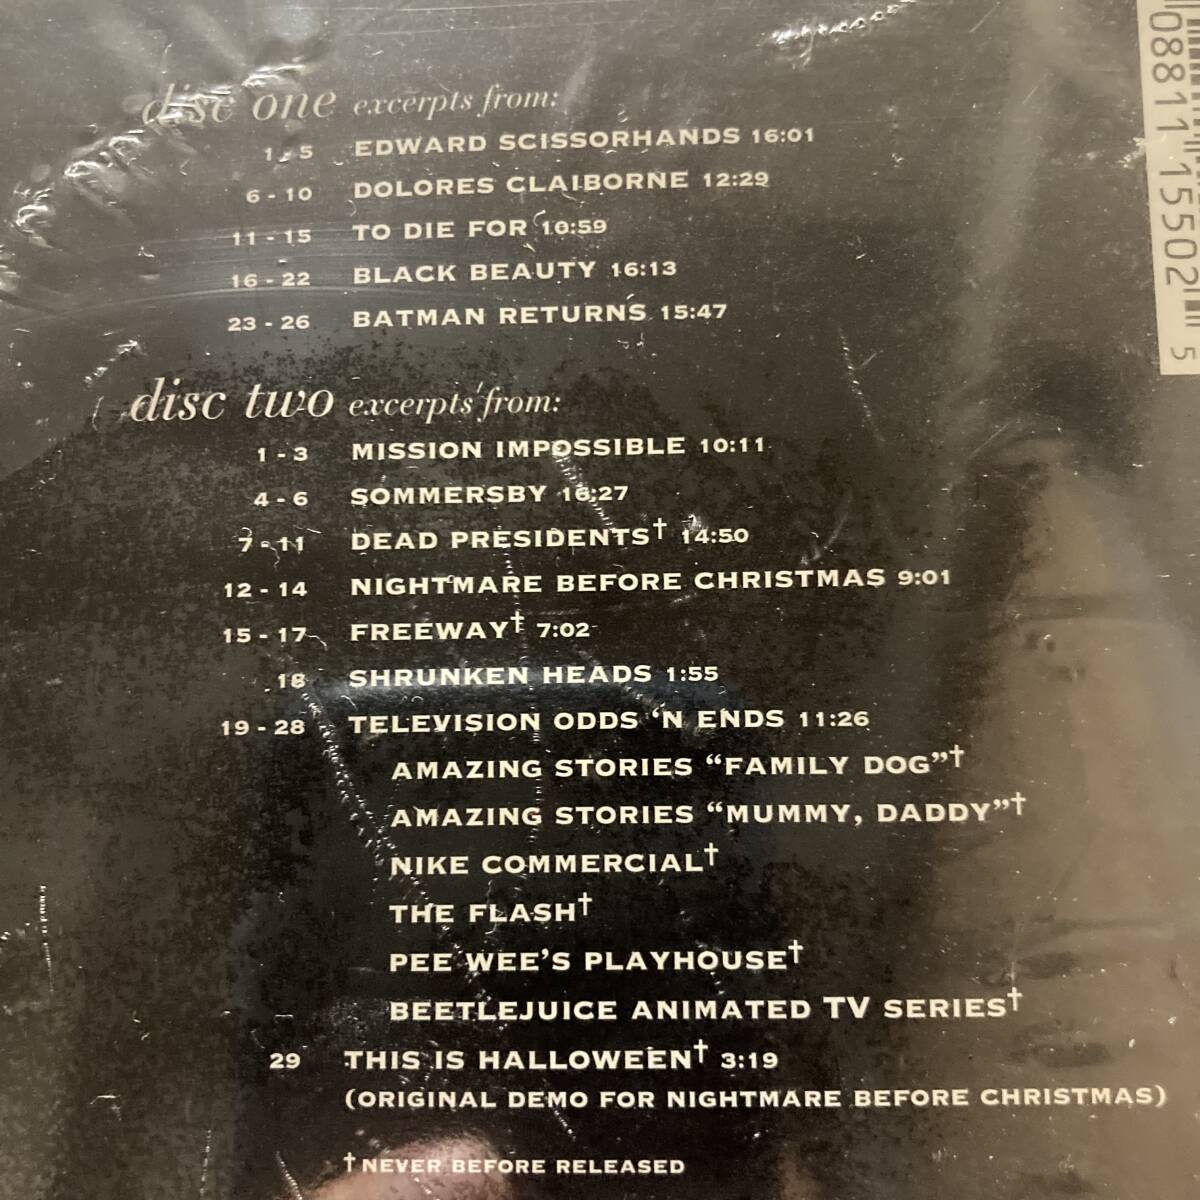 disc one excerpts from:
1 - 5 EDWARD SCISSORHANDS 16:01
6 - 10 DOLORES CLAIBORNE 12:29
11 - 15 TO DIE FOR 10:59
16 - 22 BLACK BEAUTY 16:13
23 - 26 BATMAN RETURNS 15:47
disc two excerpts from:
1 - 3 MISSION IMPOSSIBLE 10:11
4 - 6 SOMMERSBY 16:27
7 - 11 DEAD PRESIDENTS† 14:50
12 - 14 NIGHTMARE BEFORE CHRISTMAS 9:01
15 - 17 FREEWAY† 7:02
18 SHRUNKEN HEADS 1:55
19 - 28 TELEVISION ODDS ‘N ENDS 11:26
AMAZING STORIES “FAMILY DOG”†
AMAZING STORIES “MUMMY, DADDY”†
NIKE COMMERCIAL†
THE FLASH†
PEE WEE’S PLAYHOUSE†
BEETLEJUICE ANIMATED TV SERIES†
29 THIS IS HALLOWEEN† 3:19
(ORIGINAL DEMO FOR NIGHTMARE BEFORE CHRISTMAS)
† NEVER BEFORE RELEASED
08811 15502 5